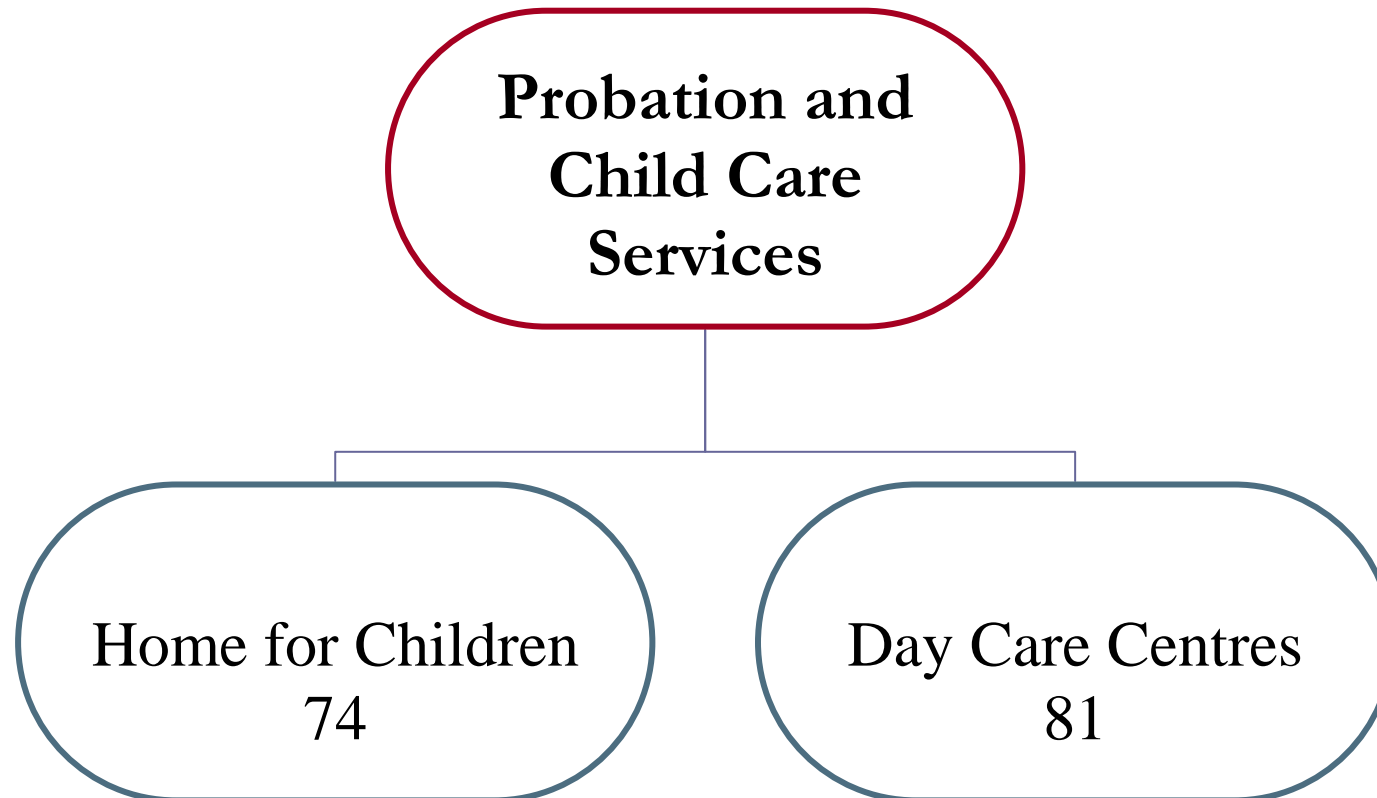 Probation and
Child Care
Services
Home for Children
74
Day Care Centres
81